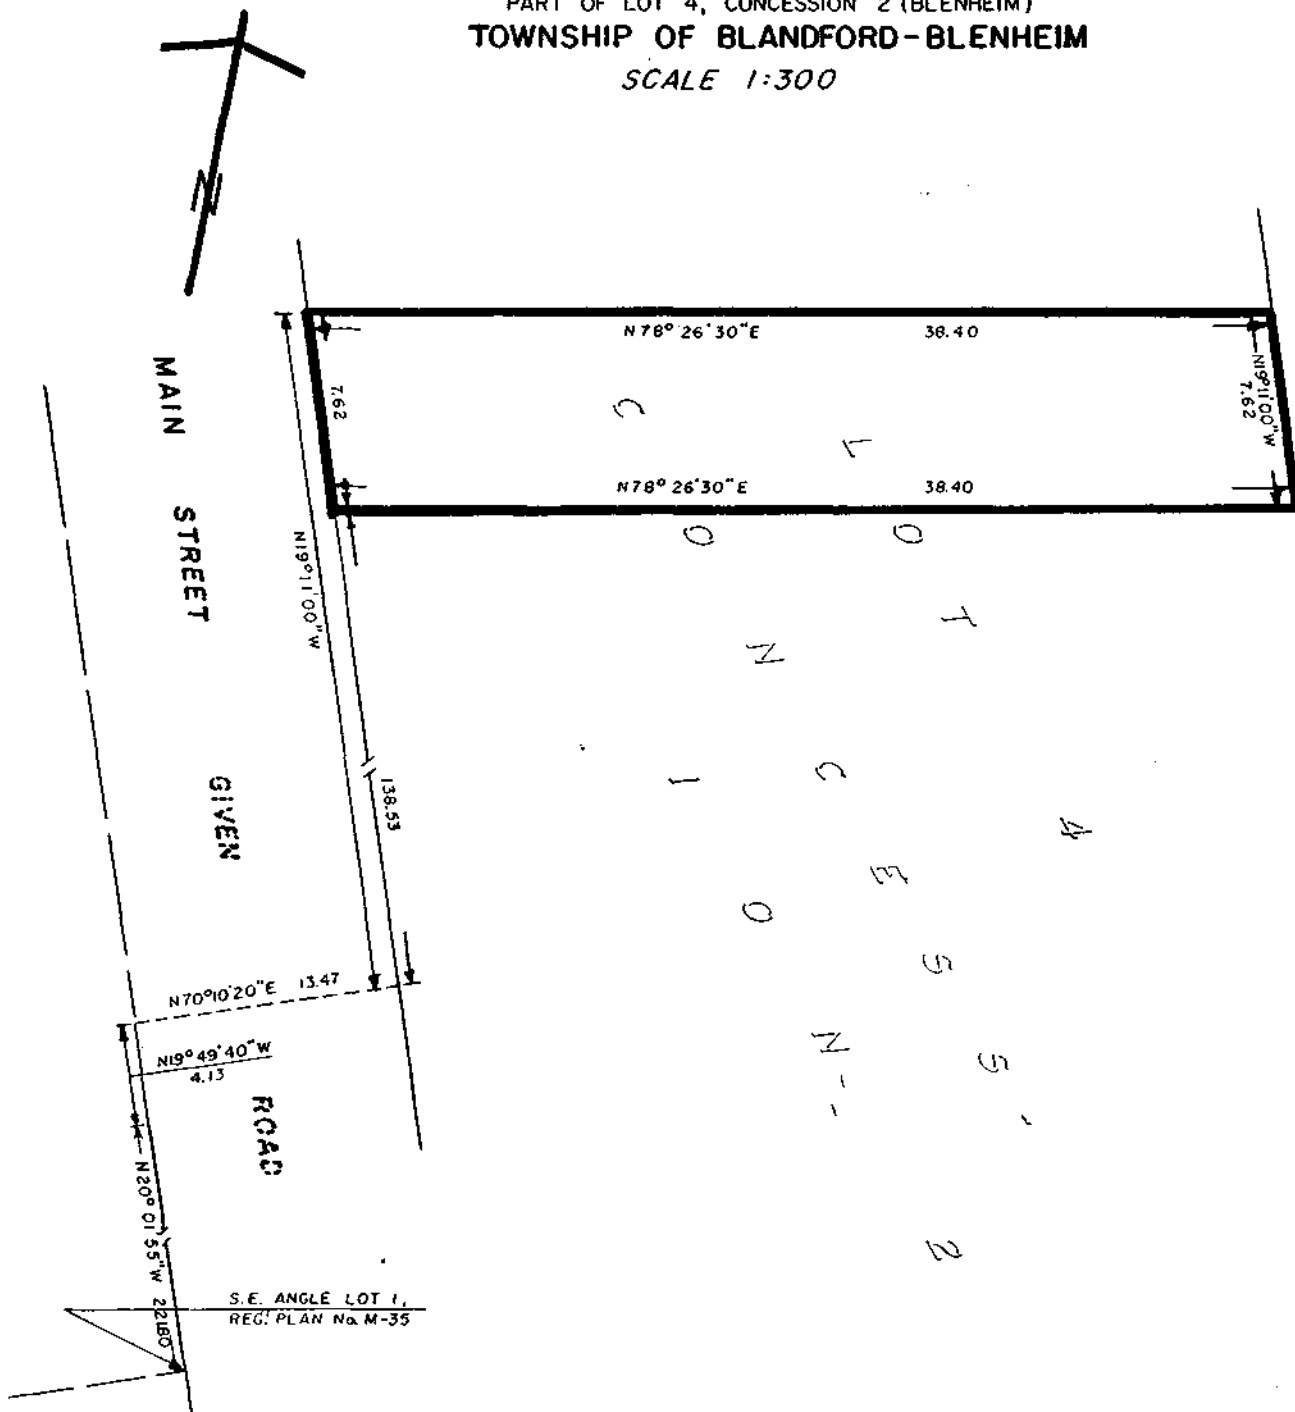 PART OF LOT 4, CONCESSION 2 (BLENHEIM)
TOWNSHIP OF BLANDFORD-BLENHEIM
SCALE 1:300
N
N78°26'30"E 38.40
7.62
N19°11'00"W
7.62
N78°26'30"E 38.40
MAIN STREET GIVEN ROAD
N19°11'00"W
138.53
LOT 4
CONCESSION -- 2
N70°10'20"E 13.47
N19°49'40"W
4.13
N20°01'55"W 22.180
S.E. ANGLE LOT 1,
REG. PLAN No. M-35